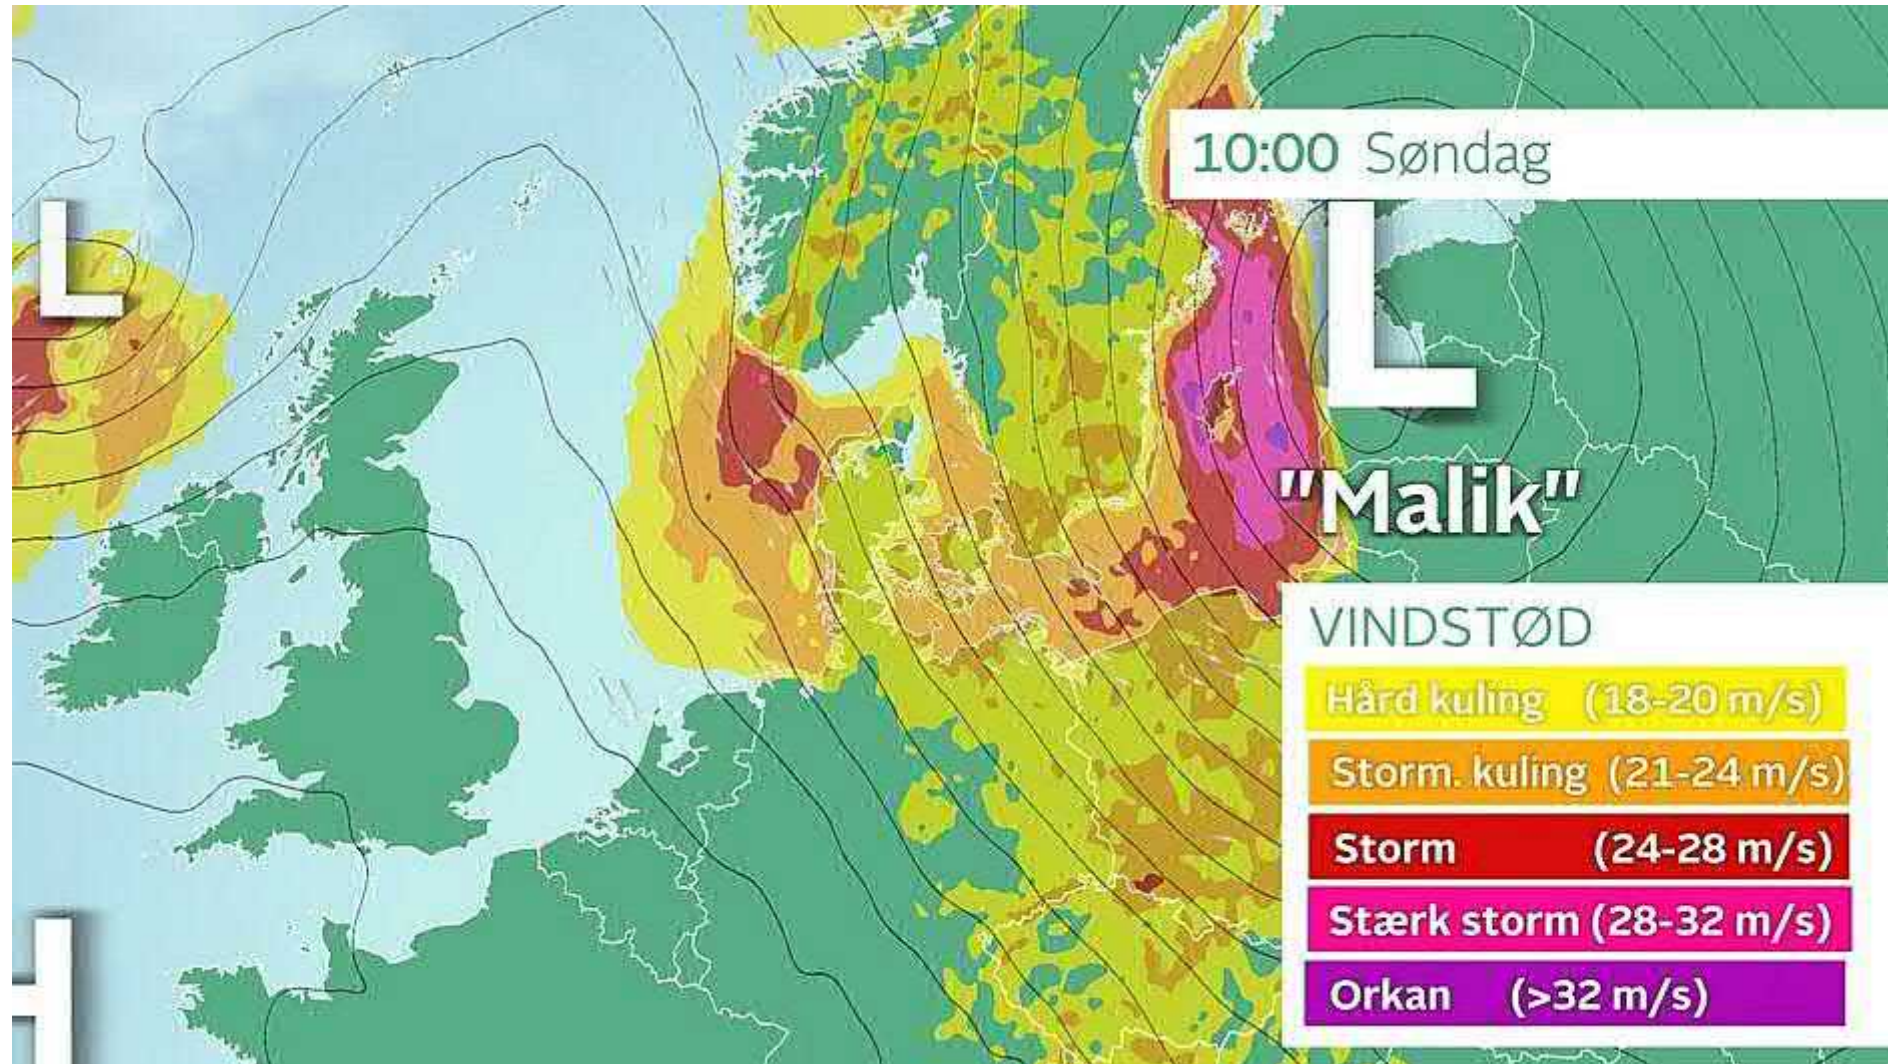 10:00 Søndag
L
L
"Malik"
VINDSTØD
Hård kuling (18-20 m/s)
Storm. kuling (21-24 m/s)
Storm (24-28 m/s)
Stærk storm (28-32 m/s)
Orkan (>32 m/s)
H